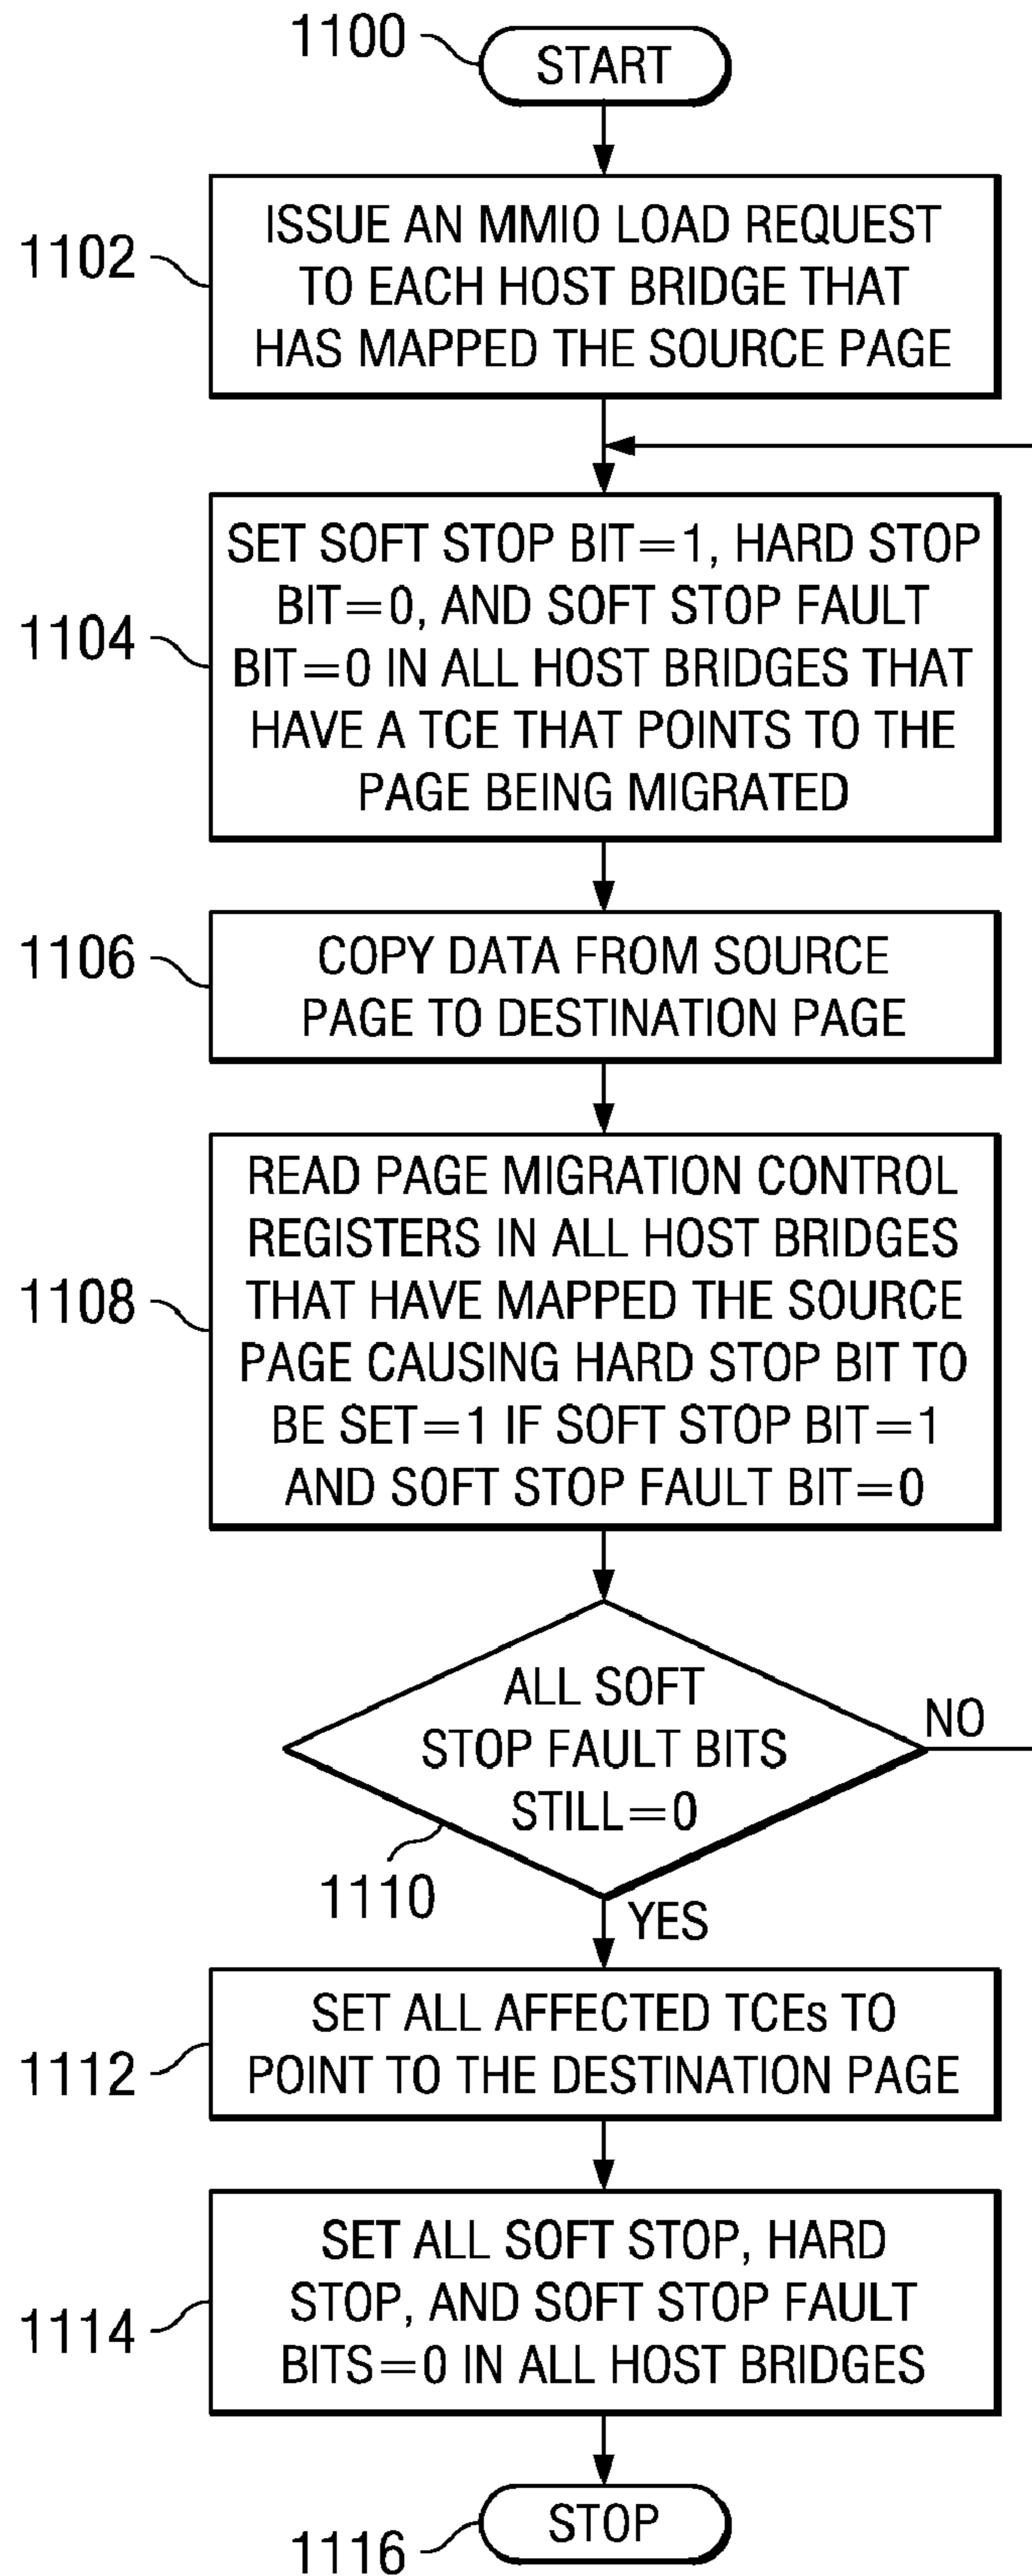 1100
START
1102
ISSUE AN MMIO LOAD REQUEST
TO EACH HOST BRIDGE THAT
HAS MAPPED THE SOURCE PAGE
1104
SET SOFT STOP BIT=1, HARD STOP
BIT=0, AND SOFT STOP FAULT
BIT=0 IN ALL HOST BRIDGES THAT
HAVE A TCE THAT POINTS TO THE
PAGE BEING MIGRATED
1106
COPY DATA FROM SOURCE
PAGE TO DESTINATION PAGE
1108
READ PAGE MIGRATION CONTROL
REGISTERS IN ALL HOST BRIDGES
THAT HAVE MAPPED THE SOURCE
PAGE CAUSING HARD STOP BIT TO
BE SET=1 IF SOFT STOP BIT=1
AND SOFT STOP FAULT BIT=0
ALL SOFT
STOP FAULT BITS
STILL=0
NO
1110
YES
1112
SET ALL AFFECTED TCEs TO
POINT TO THE DESTINATION PAGE
1114
SET ALL SOFT STOP, HARD
STOP, AND SOFT STOP FAULT
BITS=0 IN ALL HOST BRIDGES
STOP
1116